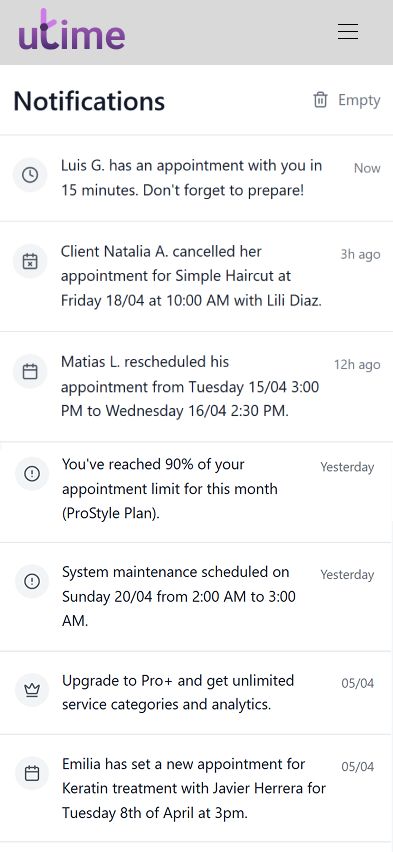 utime
Notifications
Empty
Luis G. has an appointment with you in
15 minutes. Don't forget to prepare!
Now
Client Natalia A. cancelled her
appointment for Simple Haircut at
Friday 18/04 at 10:00 AM with Lili Diaz.
3h ago
Matias L. rescheduled his
appointment from Tuesday 15/04 3:00
PM to Wednesday 16/04 2:30 PM.
12h ago
You've reached 90% of your
appointment limit for this month
(ProStyle Plan).
Yesterday
System maintenance scheduled on
Sunday 20/04 from 2:00 AM to 3:00
AM.
Yesterday
Upgrade to Pro+ and get unlimited
service categories and analytics.
05/04
Emilia has set a new appointment for
Keratin treatment with Javier Herrera for
Tuesday 8th of April at 3pm.
05/04